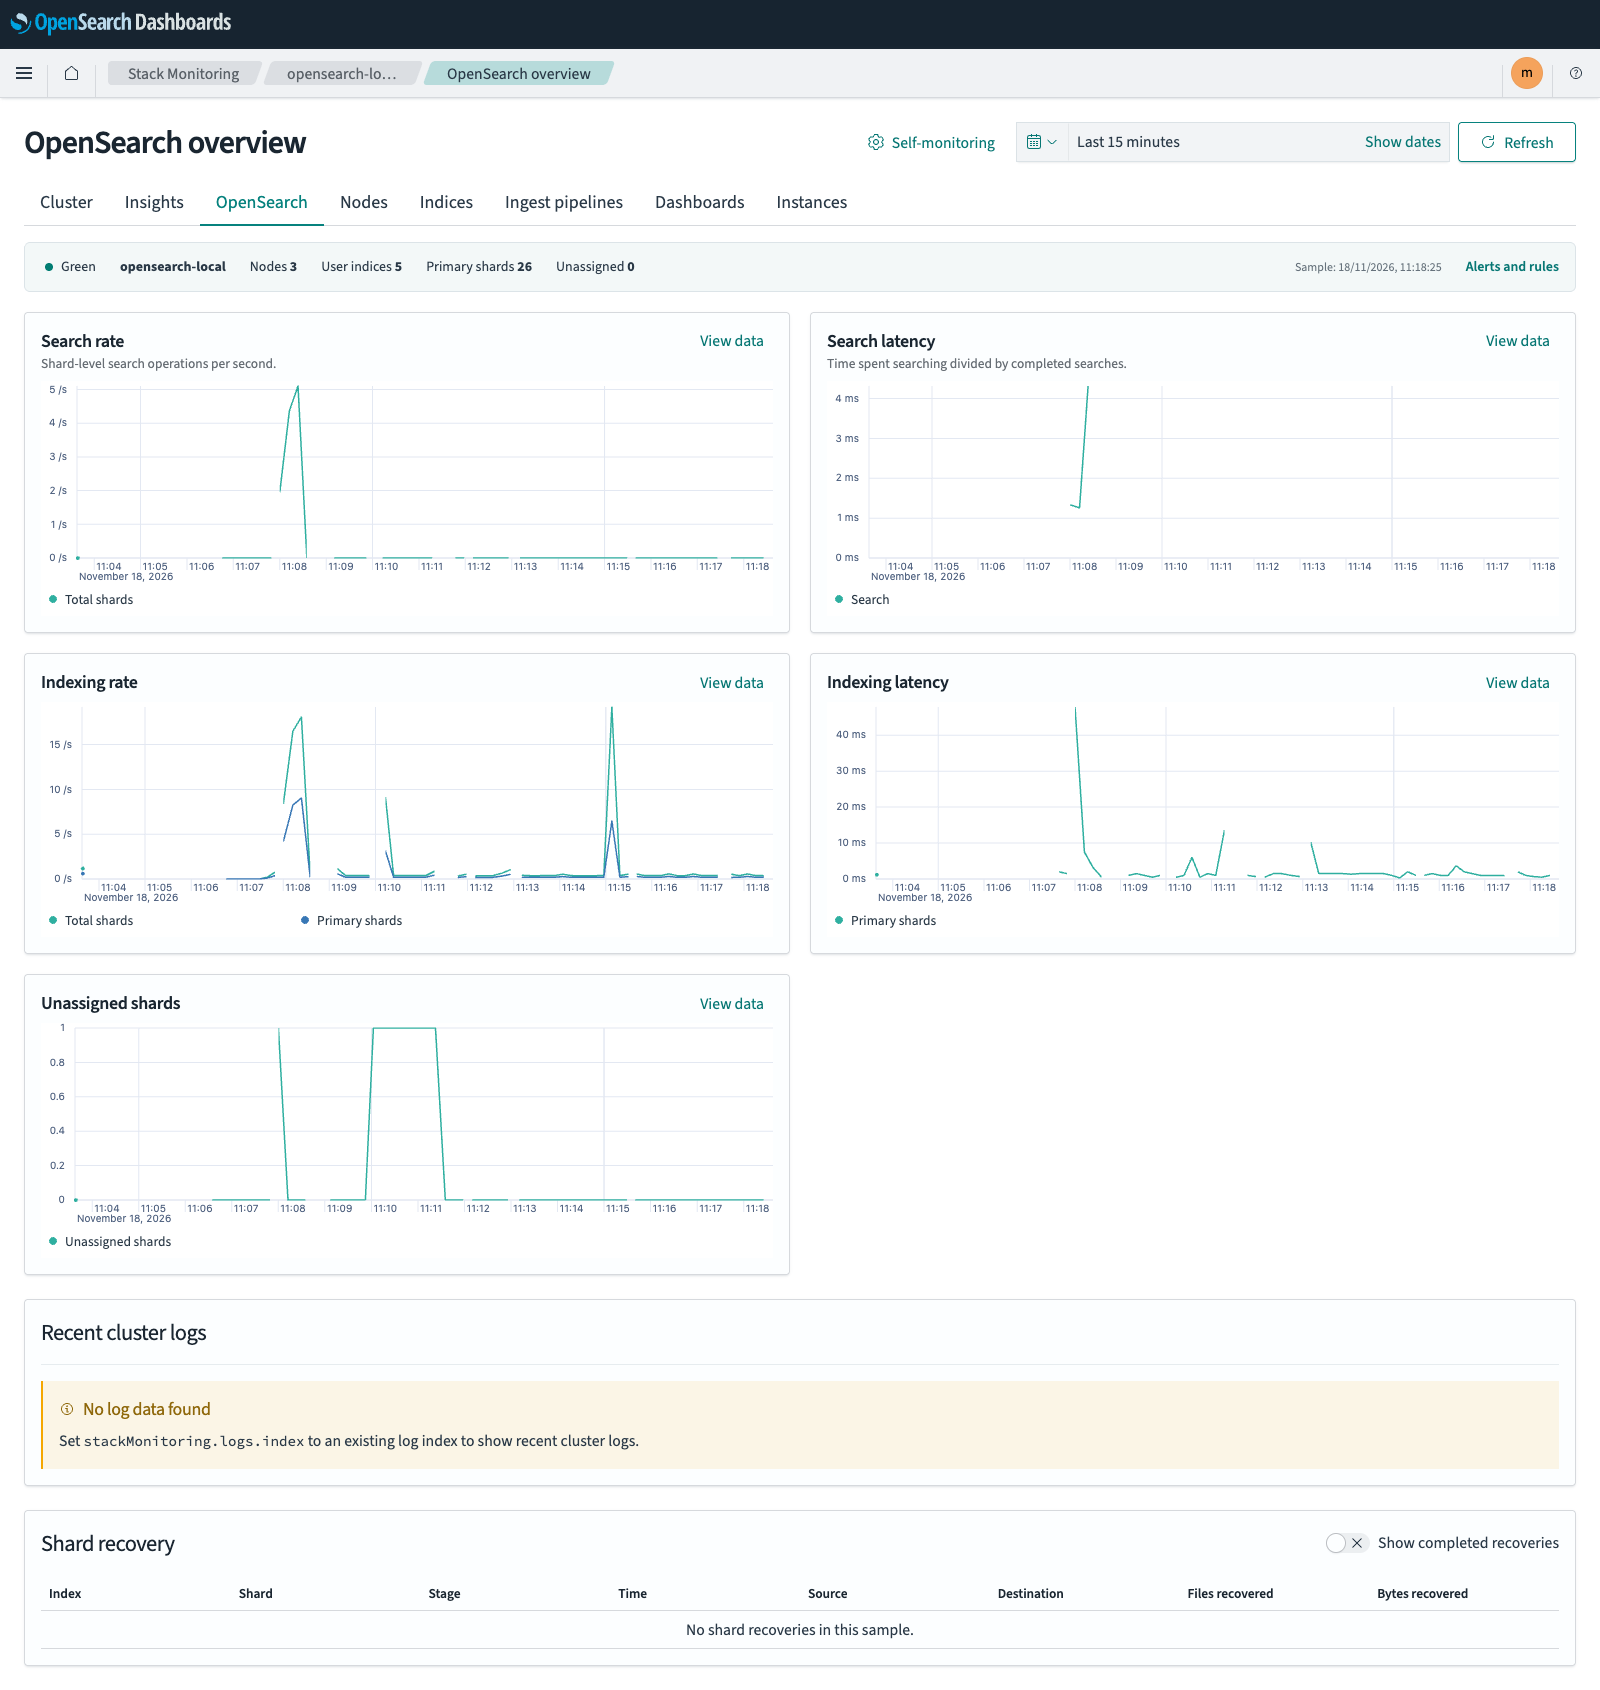 OpenSearch Dashboards
Stack Monitoring
opensearch-lo…
OpenSearch overview
m
OpenSearch overview
Self-monitoring
Last 15 minutes
Show dates
Refresh
Cluster
Insights
OpenSearch
Nodes
Indices
Ingest pipelines
Dashboards
Instances
Green
opensearch-local
Nodes 3
User indices 5
Primary shards 26
Unassigned 0
Sample: 18/11/2026, 11:18:25
Alerts and rules
Search rate
View data
Shard-level search operations per second.
5 /s
4 /s
3 /s
2 /s
1 /s
0 /s
11:04 11:05 11:06 11:07 11:08 11:09 11:10 11:11 11:12 11:13 11:14 11:15 11:16 11:17 11:18
November 18, 2026
Total shards
Search latency
View data
Time spent searching divided by completed searches.
4 ms
3 ms
2 ms
1 ms
0 ms
11:04 11:05 11:06 11:07 11:08 11:09 11:10 11:11 11:12 11:13 11:14 11:15 11:16 11:17 11:18
November 18, 2026
Search
Indexing rate
View data
15 /s
10 /s
5 /s
0 /s
11:04 11:05 11:06 11:07 11:08 11:09 11:10 11:11 11:12 11:13 11:14 11:15 11:16 11:17 11:18
November 18, 2026
Total shards
Primary shards
Indexing latency
View data
40 ms
30 ms
20 ms
10 ms
0 ms
11:04 11:05 11:06 11:07 11:08 11:09 11:10 11:11 11:12 11:13 11:14 11:15 11:16 11:17 11:18
November 18, 2026
Primary shards
Unassigned shards
View data
1
0.8
0.6
0.4
0.2
0
11:04 11:05 11:06 11:07 11:08 11:09 11:10 11:11 11:12 11:13 11:14 11:15 11:16 11:17 11:18
November 18, 2026
Unassigned shards
Recent cluster logs
No log data found
Set stackMonitoring.logs.index to an existing log index to show recent cluster logs.
Shard recovery
Show completed recoveries
Index
Shard
Stage
Time
Source
Destination
Files recovered
Bytes recovered
No shard recoveries in this sample.